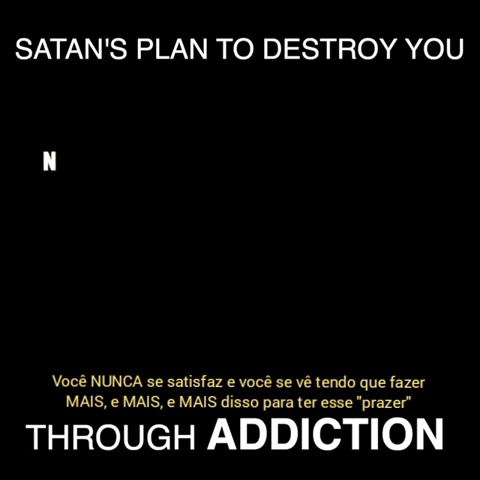 SATAN'S PLAN TO DESTROY YOU
N
Você NUNCA se satisfaz e você se vê tendo que fazer
MAIS, e MAIS, e MAIS disso para ter esse "prazer"
THROUGH ADDICTION